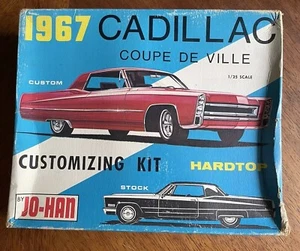 1967 CADILLAC
COUPE DE VILLE
CUSTOM
1/25 SCALE
CUSTOMIZING KIT
HARDTOP
STOCK
BY JO-HAN